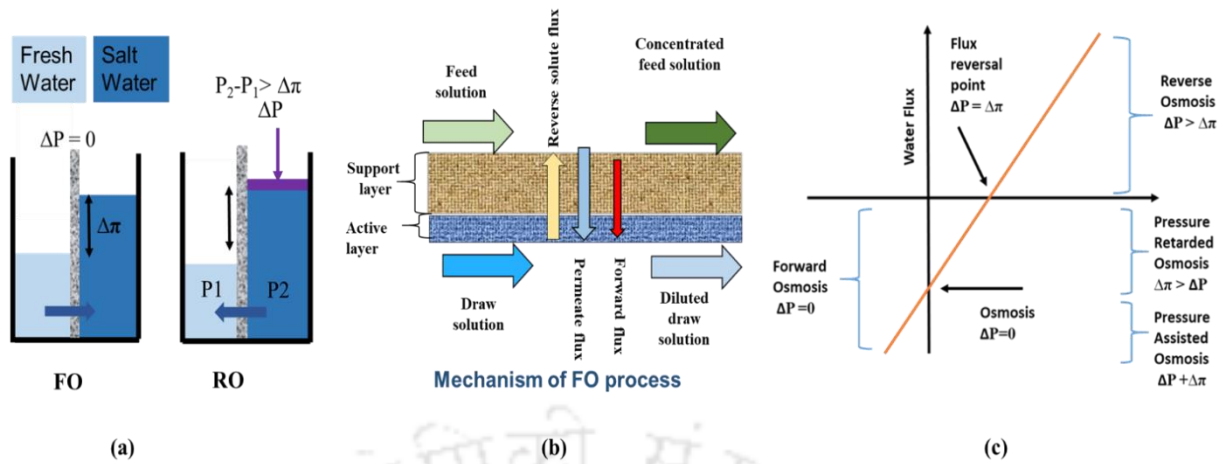 (a)
Fresh
Water
Salt
Water
ΔP = 0
Δπ
FO
P₂-P₁> Δπ
ΔP
P1
P2
RO
(b)
Feed
solution
Reverse solute flux
Concentrated
feed solution
Support
layer
Active
layer
Draw
solution
Permeate flux
Forward flux
Diluted
draw
solution
Mechanism of FO process
(c)
Water Flux
Flux
reversal
point
ΔP = Δπ
Reverse
Osmosis
ΔP > Δπ
Forward
Osmosis
ΔP =0
Osmosis
ΔP=0
Pressure
Retarded
Osmosis
Δπ > ΔP
Pressure
Assisted
Osmosis
ΔP +Δπ
(a)
(b)
(c)